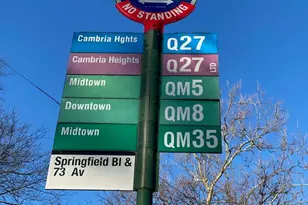 NO STANDING
Cambria Hghts Q27
Cambria Heights Q27
Midtown QM5
Downtown QM8
Midtown QM35
Springfield Bl &
73 Av